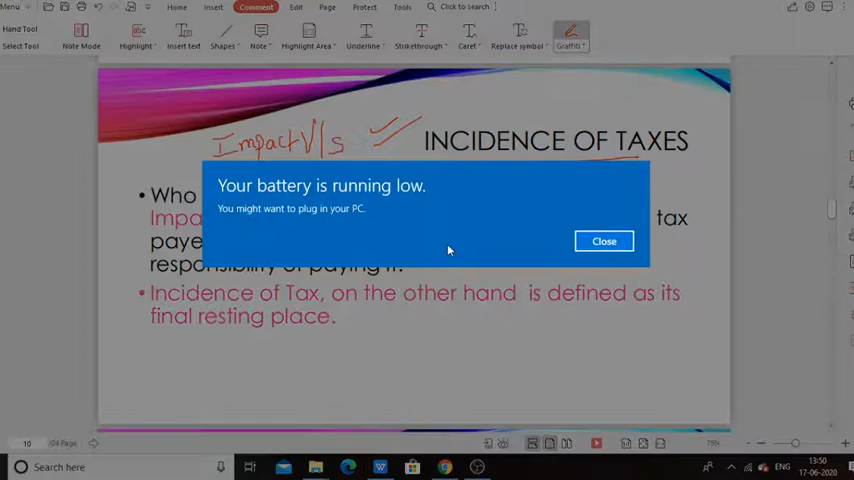 Menu Home Insert Comment Edit Page Protect Tools Click to search
Hand Tool
Select Tool Note Mode Highlight Insert text Shapes Note Highlight Area Underline Strikethrough Caret Replace symbol Graffiti
Impact V/s INCIDENCE OF TAXES
• Who
Impa tax
paye
responsibility of paying it.
Your battery is running low.
You might want to plug in your PC.
Close
• Incidence of Tax, on the other hand is defined as its
final resting place.
10 /24 Page 75%
Search here ENG 13:50
17-06-2020